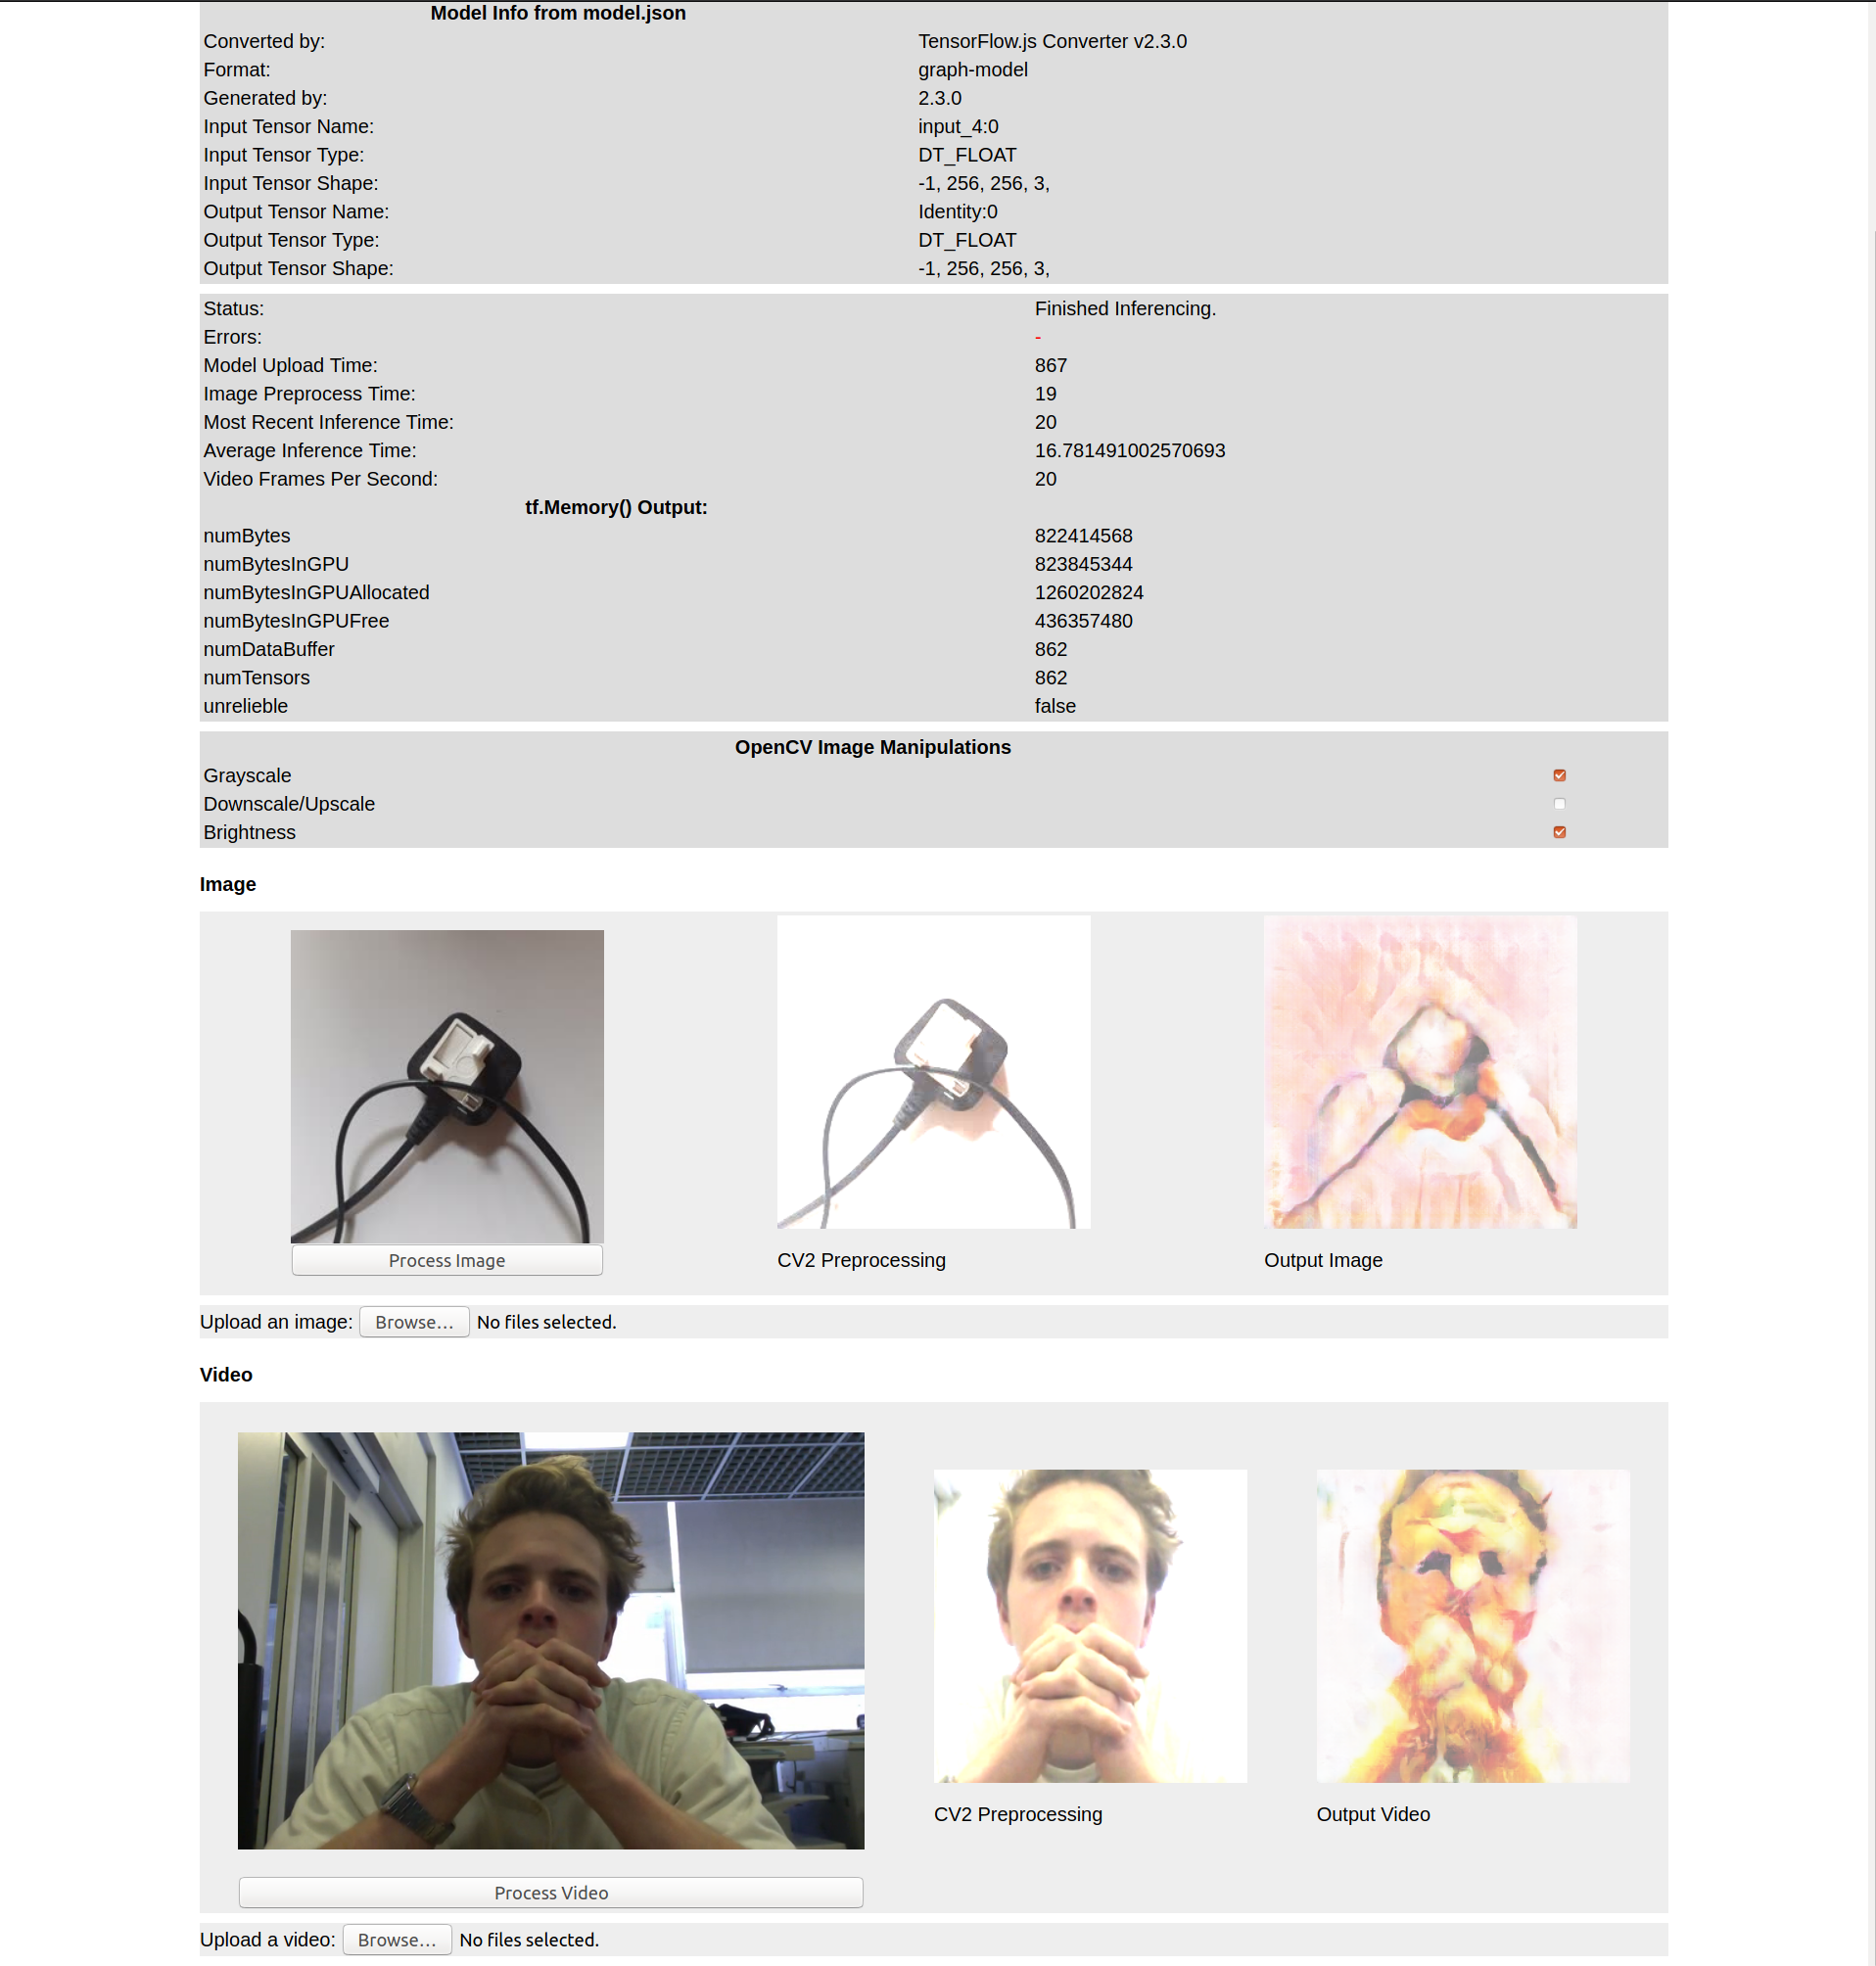 Model Info from model.json
Converted by: TensorFlow.js Converter v2.3.0
Format: graph-model
Generated by: 2.3.0
Input Tensor Name: input_4:0
Input Tensor Type: DT_FLOAT
Input Tensor Shape: -1, 256, 256, 3,
Output Tensor Name: Identity:0
Output Tensor Type: DT_FLOAT
Output Tensor Shape: -1, 256, 256, 3,
Status: Finished Inferencing.
Errors: -
Model Upload Time: 867
Image Preprocess Time: 19
Most Recent Inference Time: 20
Average Inference Time: 16.781491002570693
Video Frames Per Second: 20
tf.Memory() Output:
numBytes 822414568
numBytesInGPU 823845344
numBytesInGPUAllocated 1260202824
numBytesInGPUFree 436357480
numDataBuffer 862
numTensors 862
unrelieble false
OpenCV Image Manipulations
Grayscale
Downscale/Upscale
Brightness
Image
Process Image CV2 Preprocessing Output Image
Upload an image: Browse... No files selected.
Video
CV2 Preprocessing Output Video
Process Video
Upload a video: Browse... No files selected.